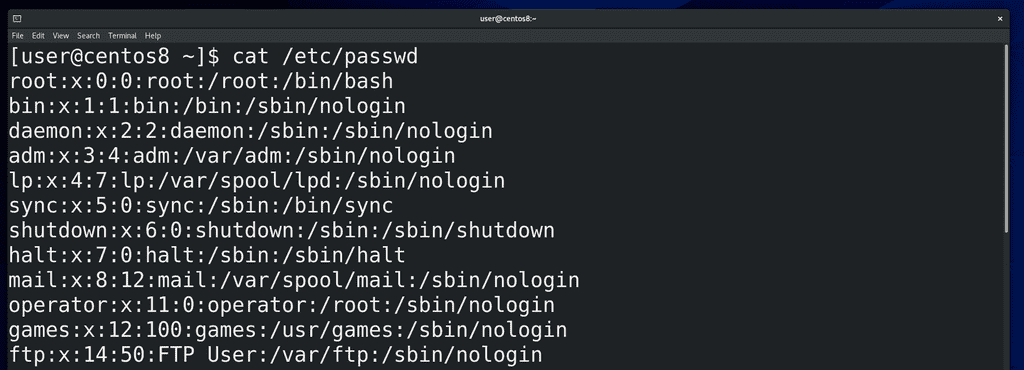 user@centos8:~
File Edit View Search Terminal Help
[user@centos8 ~]$ cat /etc/passwd
root:x:0:0:root:/root:/bin/bash
bin:x:1:1:bin:/bin:/sbin/nologin
daemon:x:2:2:daemon:/sbin:/sbin/nologin
adm:x:3:4:adm:/var/adm:/sbin/nologin
lp:x:4:7:lp:/var/spool/lpd:/sbin/nologin
sync:x:5:0:sync:/sbin:/bin/sync
shutdown:x:6:0:shutdown:/sbin:/sbin/shutdown
halt:x:7:0:halt:/sbin:/sbin/halt
mail:x:8:12:mail:/var/spool/mail:/sbin/nologin
operator:x:11:0:operator:/root:/sbin/nologin
games:x:12:100:games:/usr/games:/sbin/nologin
ftp:x:14:50:FTP User:/var/ftp:/sbin/nologin